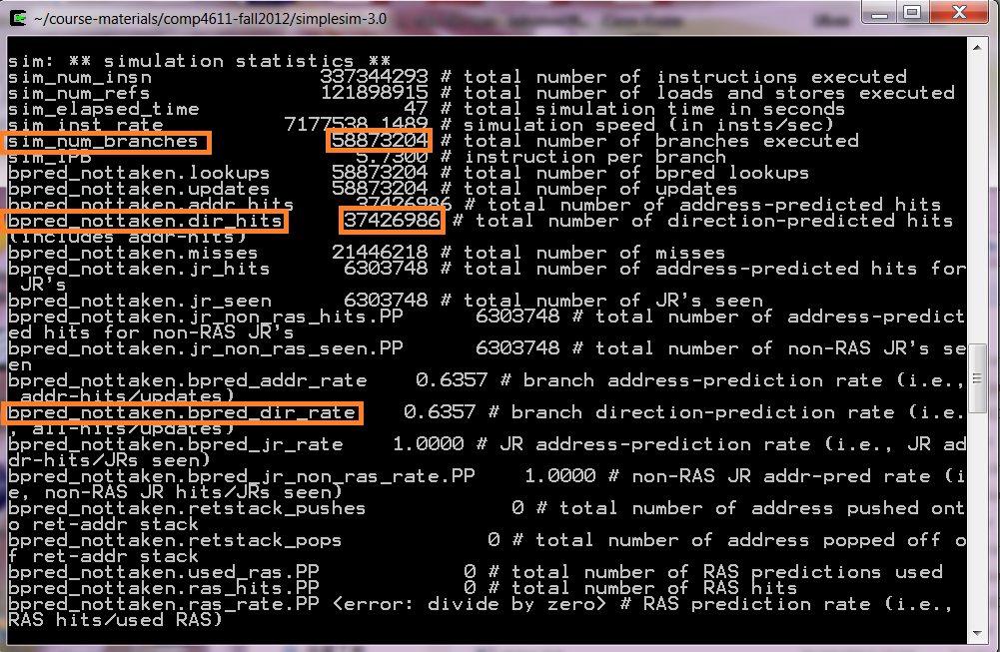 ~/course-materials/comp4611-fall2012/simplesim-3.0
sim: ** simulation statistics **
sim_num_insn 337344293 # total number of instructions executed
sim_num_refs 121898915 # total number of loads and stores executed
sim_elapsed_time 47 # total simulation time in seconds
sim_inst_rate 7177538.1489 # simulation speed (in insts/sec)
sim_num_branches 58873204 # total number of branches executed
sim_IPB 5.7300 # instruction per branch
bpred_nottaken.lookups 58873204 # total number of bpred lookups
bpred_nottaken.updates 58873204 # total number of updates
bpred_nottaken.addr_hits 37426986 # total number of address-predicted hits
bpred_nottaken.dir_hits 37426986 # total number of direction-predicted hits
(includes addr-hits)
bpred_nottaken.misses 21446218 # total number of misses
bpred_nottaken.jr_hits 6303748 # total number of address-predicted hits for
JR's
bpred_nottaken.jr_seen 6303748 # total number of JR's seen
bpred_nottaken.jr_non_ras_hits.PP 6303748 # total number of address-predict
ed hits for non-RAS JR's
bpred_nottaken.jr_non_ras_seen.PP 6303748 # total number of non-RAS JR's se
en
bpred_nottaken.bpred_addr_rate 0.6357 # branch address-prediction rate (i.e.,
addr-hits/updates)
bpred_nottaken.bpred_dir_rate 0.6357 # branch direction-prediction rate (i.e.
, all-hits/updates)
bpred_nottaken.bpred_jr_rate 1.0000 # JR address-prediction rate (i.e., JR ad
dr-hits/JRs seen)
bpred_nottaken.bpred_jr_non_ras_rate.PP 1.0000 # non-RAS JR addr-pred rate (i
e, non-RAS JR hits/JRs seen)
bpred_nottaken.retstack_pushes 0 # total number of address pushed ont
o ret-addr stack
bpred_nottaken.retstack_pops 0 # total number of address popped off o
f ret-addr stack
bpred_nottaken.used_ras.PP 0 # total number of RAS predictions used
bpred_nottaken.ras_hits.PP 0 # total number of RAS hits
bpred_nottaken.ras_rate.PP <error: divide by zero> # RAS prediction rate (i.e.,
RAS hits/used RAS)